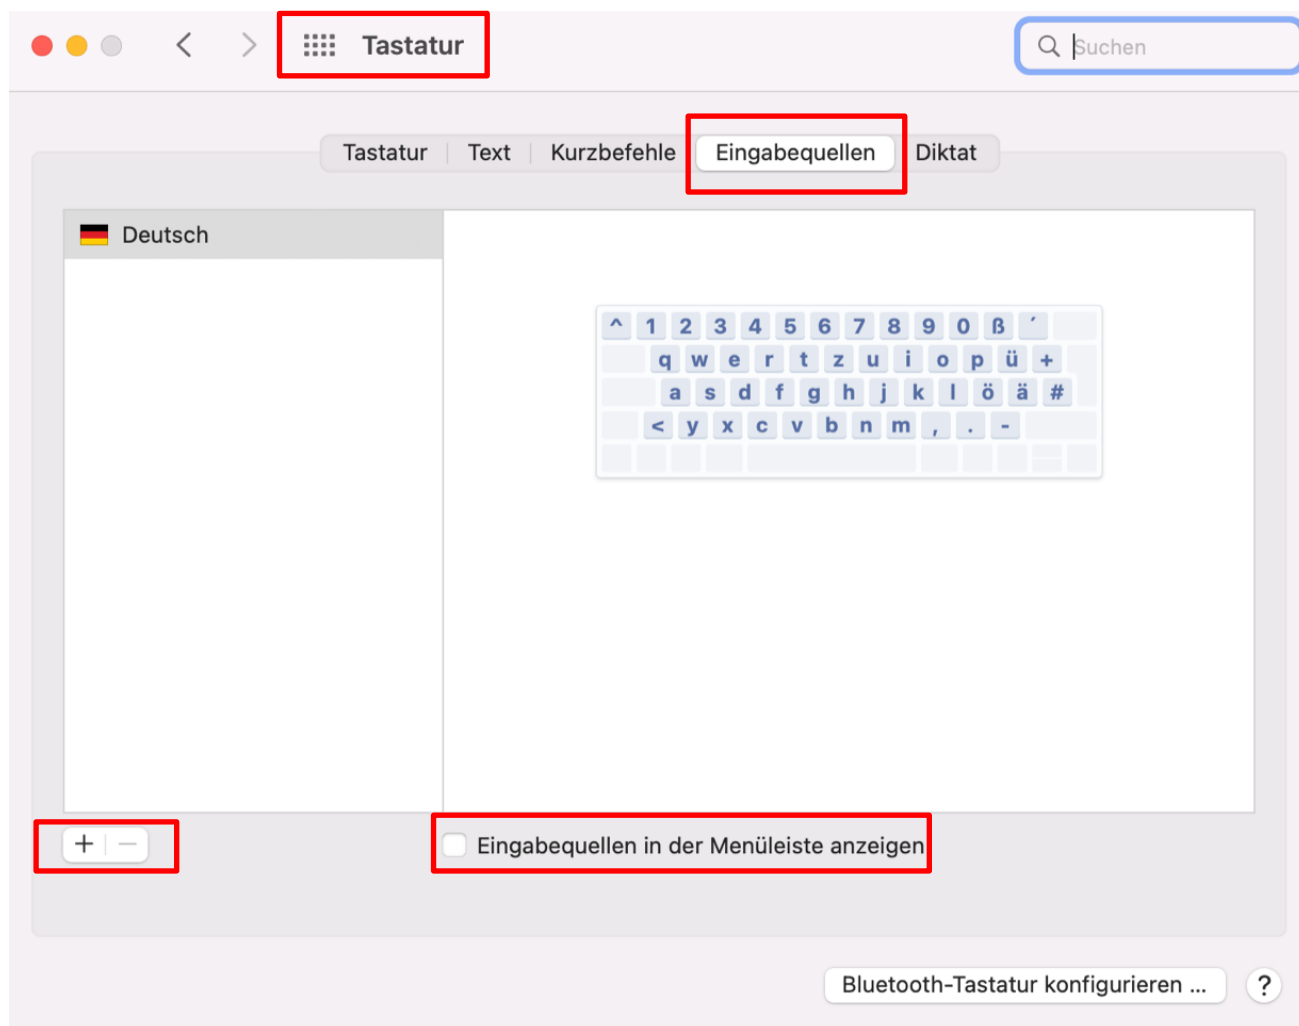 Tastatur
Suchen
Tastatur Text Kurzbefehle Eingabequellen Diktat
Deutsch
^ 1 2 3 4 5 6 7 8 9 0 ß ´
q w e r t z u i o p ü +
a s d f g h j k l ö ä #
< y x c v b n m , . -
+ −
Eingabequellen in der Menüleiste anzeigen
Bluetooth-Tastatur konfigurieren ... ?